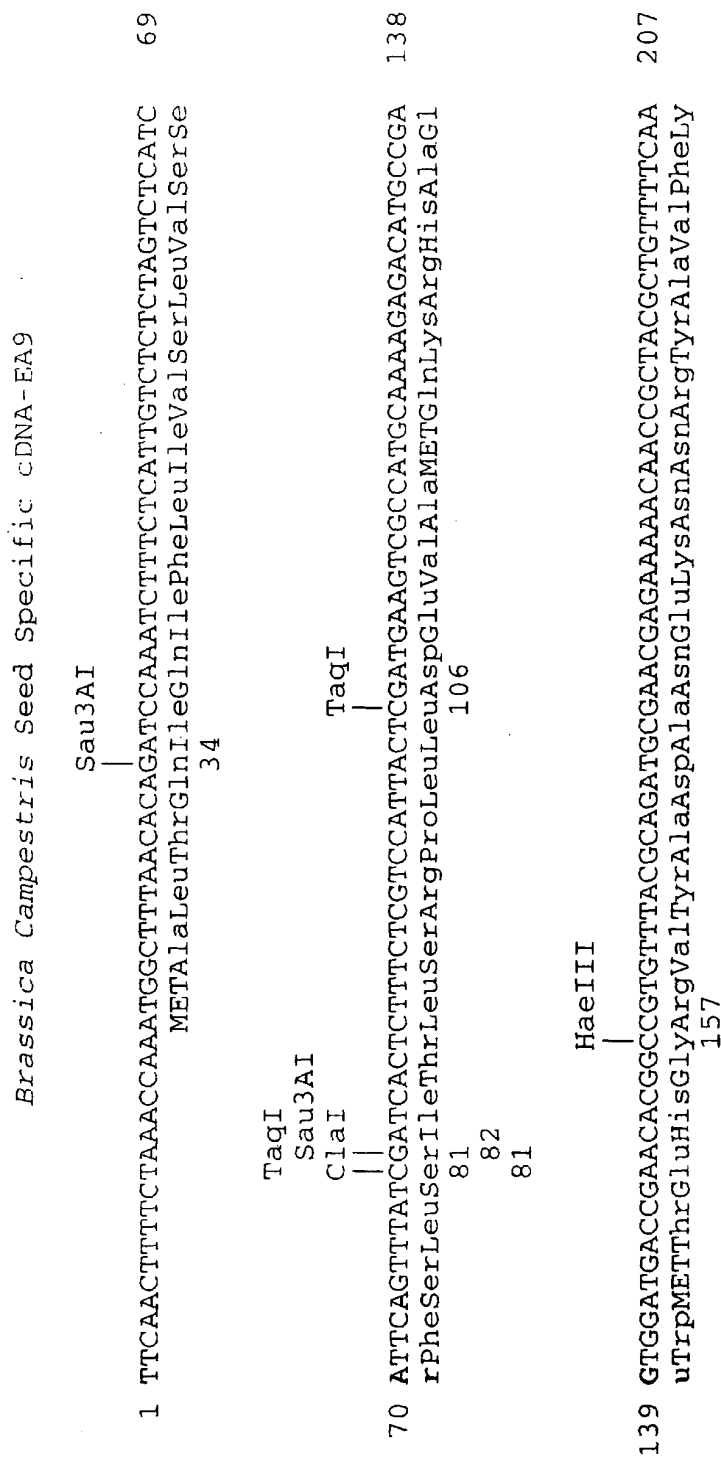 Brassica Campestris Seed Specific cDNA-EA9
Sau3AI
1 TTCAACTTTTCTAAACCAAATGGCTTTAACACAGATCCAAATCTTTCTCATTGTCTCTCTAGTCTCATC 69
METAlaLeuThrGlnIleGlnIlePheLeuIleValSerLeuValSerSe
34
TaqI
Sau3AI
ClaI TaqI
70 ATTCAGTTTATCGATCACTCTTTCTCGTCCATTACTCGATGAAGTCGCCATGCAAAAGAGACATGCCGA 138
rPheSerLeuSerIleThrLeuSerArgProLeuLeuAspGluValAlaMETGlnLysArgHisAlaGl
81 106
82
81
HaeIII
139 GTGGATGACCGAACACGGCCGTGTTTACGCAGATGCGAACGAGAAAAACAACCGCTACGCTGTTTTCAA 207
uTrpMETThrGluHisGlyArgValTyrAlaAspAlaAsnGluLysAsnAsnArgTyrAlaValPheLy
157